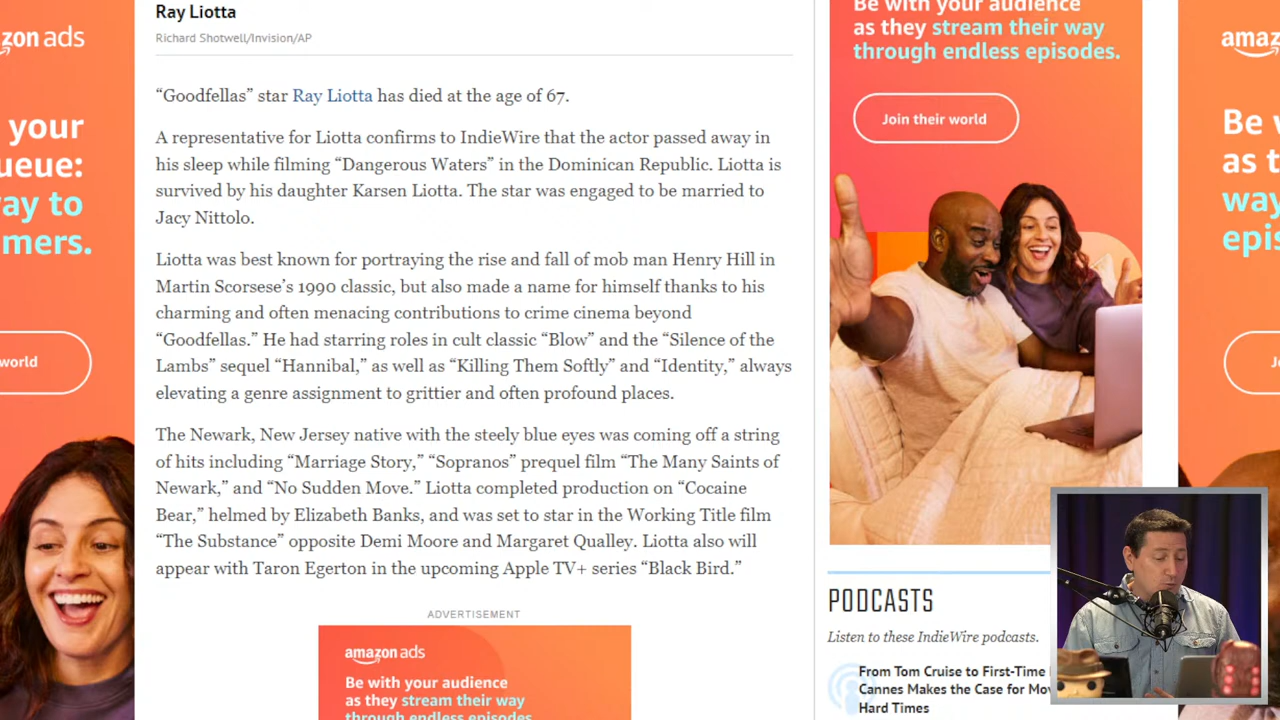 Ray Liotta
Richard Shotwell/Invision/AP
“Goodfellas” star Ray Liotta has died at the age of 67.
A representative for Liotta confirms to IndieWire that the actor passed away in
his sleep while filming “Dangerous Waters” in the Dominican Republic. Liotta is
survived by his daughter Karsen Liotta. The star was engaged to be married to
Jacy Nittolo.
Liotta was best known for portraying the rise and fall of mob man Henry Hill in
Martin Scorsese’s 1990 classic, but also made a name for himself thanks to his
charming and often menacing contributions to crime cinema beyond
“Goodfellas.” He had starring roles in cult classic “Blow” and the “Silence of the
Lambs” sequel “Hannibal,” as well as “Killing Them Softly” and “Identity,” always
elevating a genre assignment to grittier and often profound places.
The Newark, New Jersey native with the steely blue eyes was coming off a string
of hits including “Marriage Story,” “Sopranos” prequel film “The Many Saints of
Newark,” and “No Sudden Move.” Liotta completed production on “Cocaine
Bear,” helmed by Elizabeth Banks, and was set to star in the Working Title film
“The Substance” opposite Demi Moore and Margaret Qualley. Liotta also will
appear with Taron Egerton in the upcoming Apple TV+ series “Black Bird.”
ADVERTISEMENT
amazon ads
Be with your audience
as they stream their way
through endless episodes
zon ads
your
ueue:
ay to
mers.
world
Be with your audience
as they stream their way
through endless episodes.
Join their world
PODCASTS
Listen to these IndieWire podcasts.
From Tom Cruise to First-Time
Cannes Makes the Case for Mov
Hard Times
amaz
Be
as t
way
epis